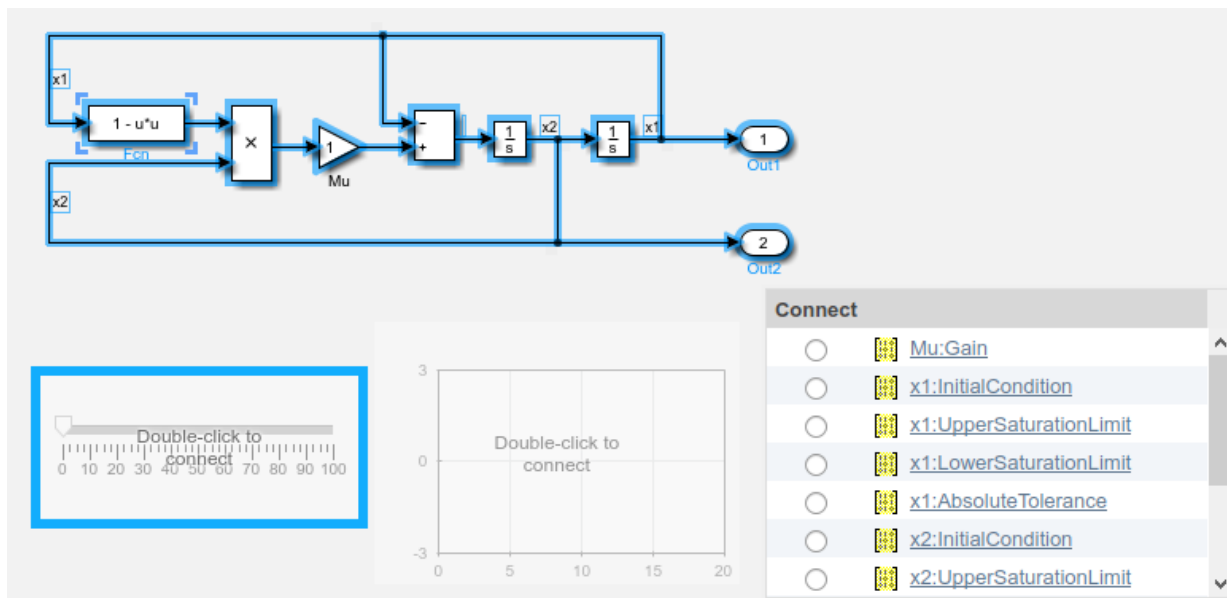 x1
1 - u*u
Fcn
×
1
Mu
−
+
1
s
x2
1
s
x1
1
Out1
x2
2
Out2
Connect
Mu:Gain
x1:InitialCondition
x1:UpperSaturationLimit
x1:LowerSaturationLimit
x1:AbsoluteTolerance
x2:InitialCondition
x2:UpperSaturationLimit
Double-click to
connect
0 10 20 30 40 50 60 70 80 90 100
3
0
-3
Double-click to
connect
0 5 10 15 20